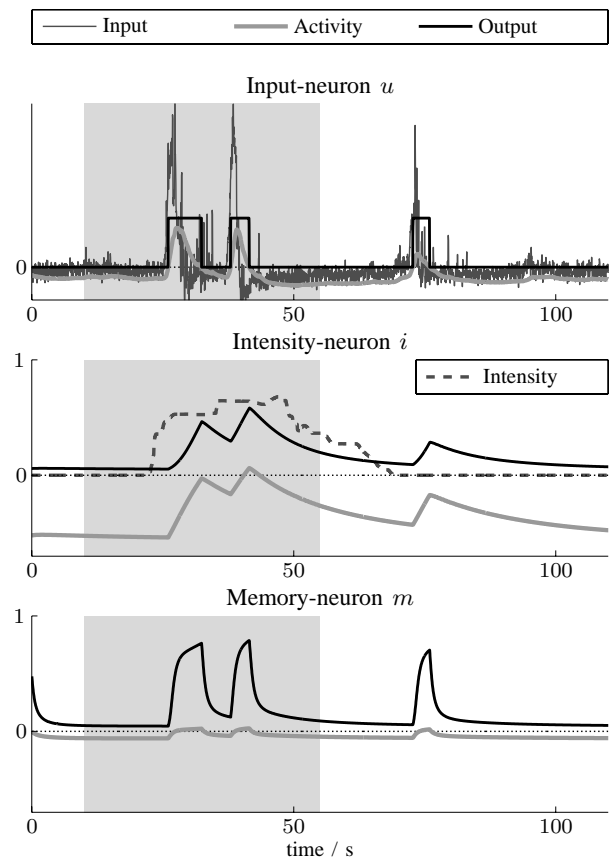 Input Activity Output
Input-neuron u
0
0 50 100
Intensity-neuron i
1
Intensity
0
0 50 100
Memory-neuron m
1
0
0 50 100
time / s